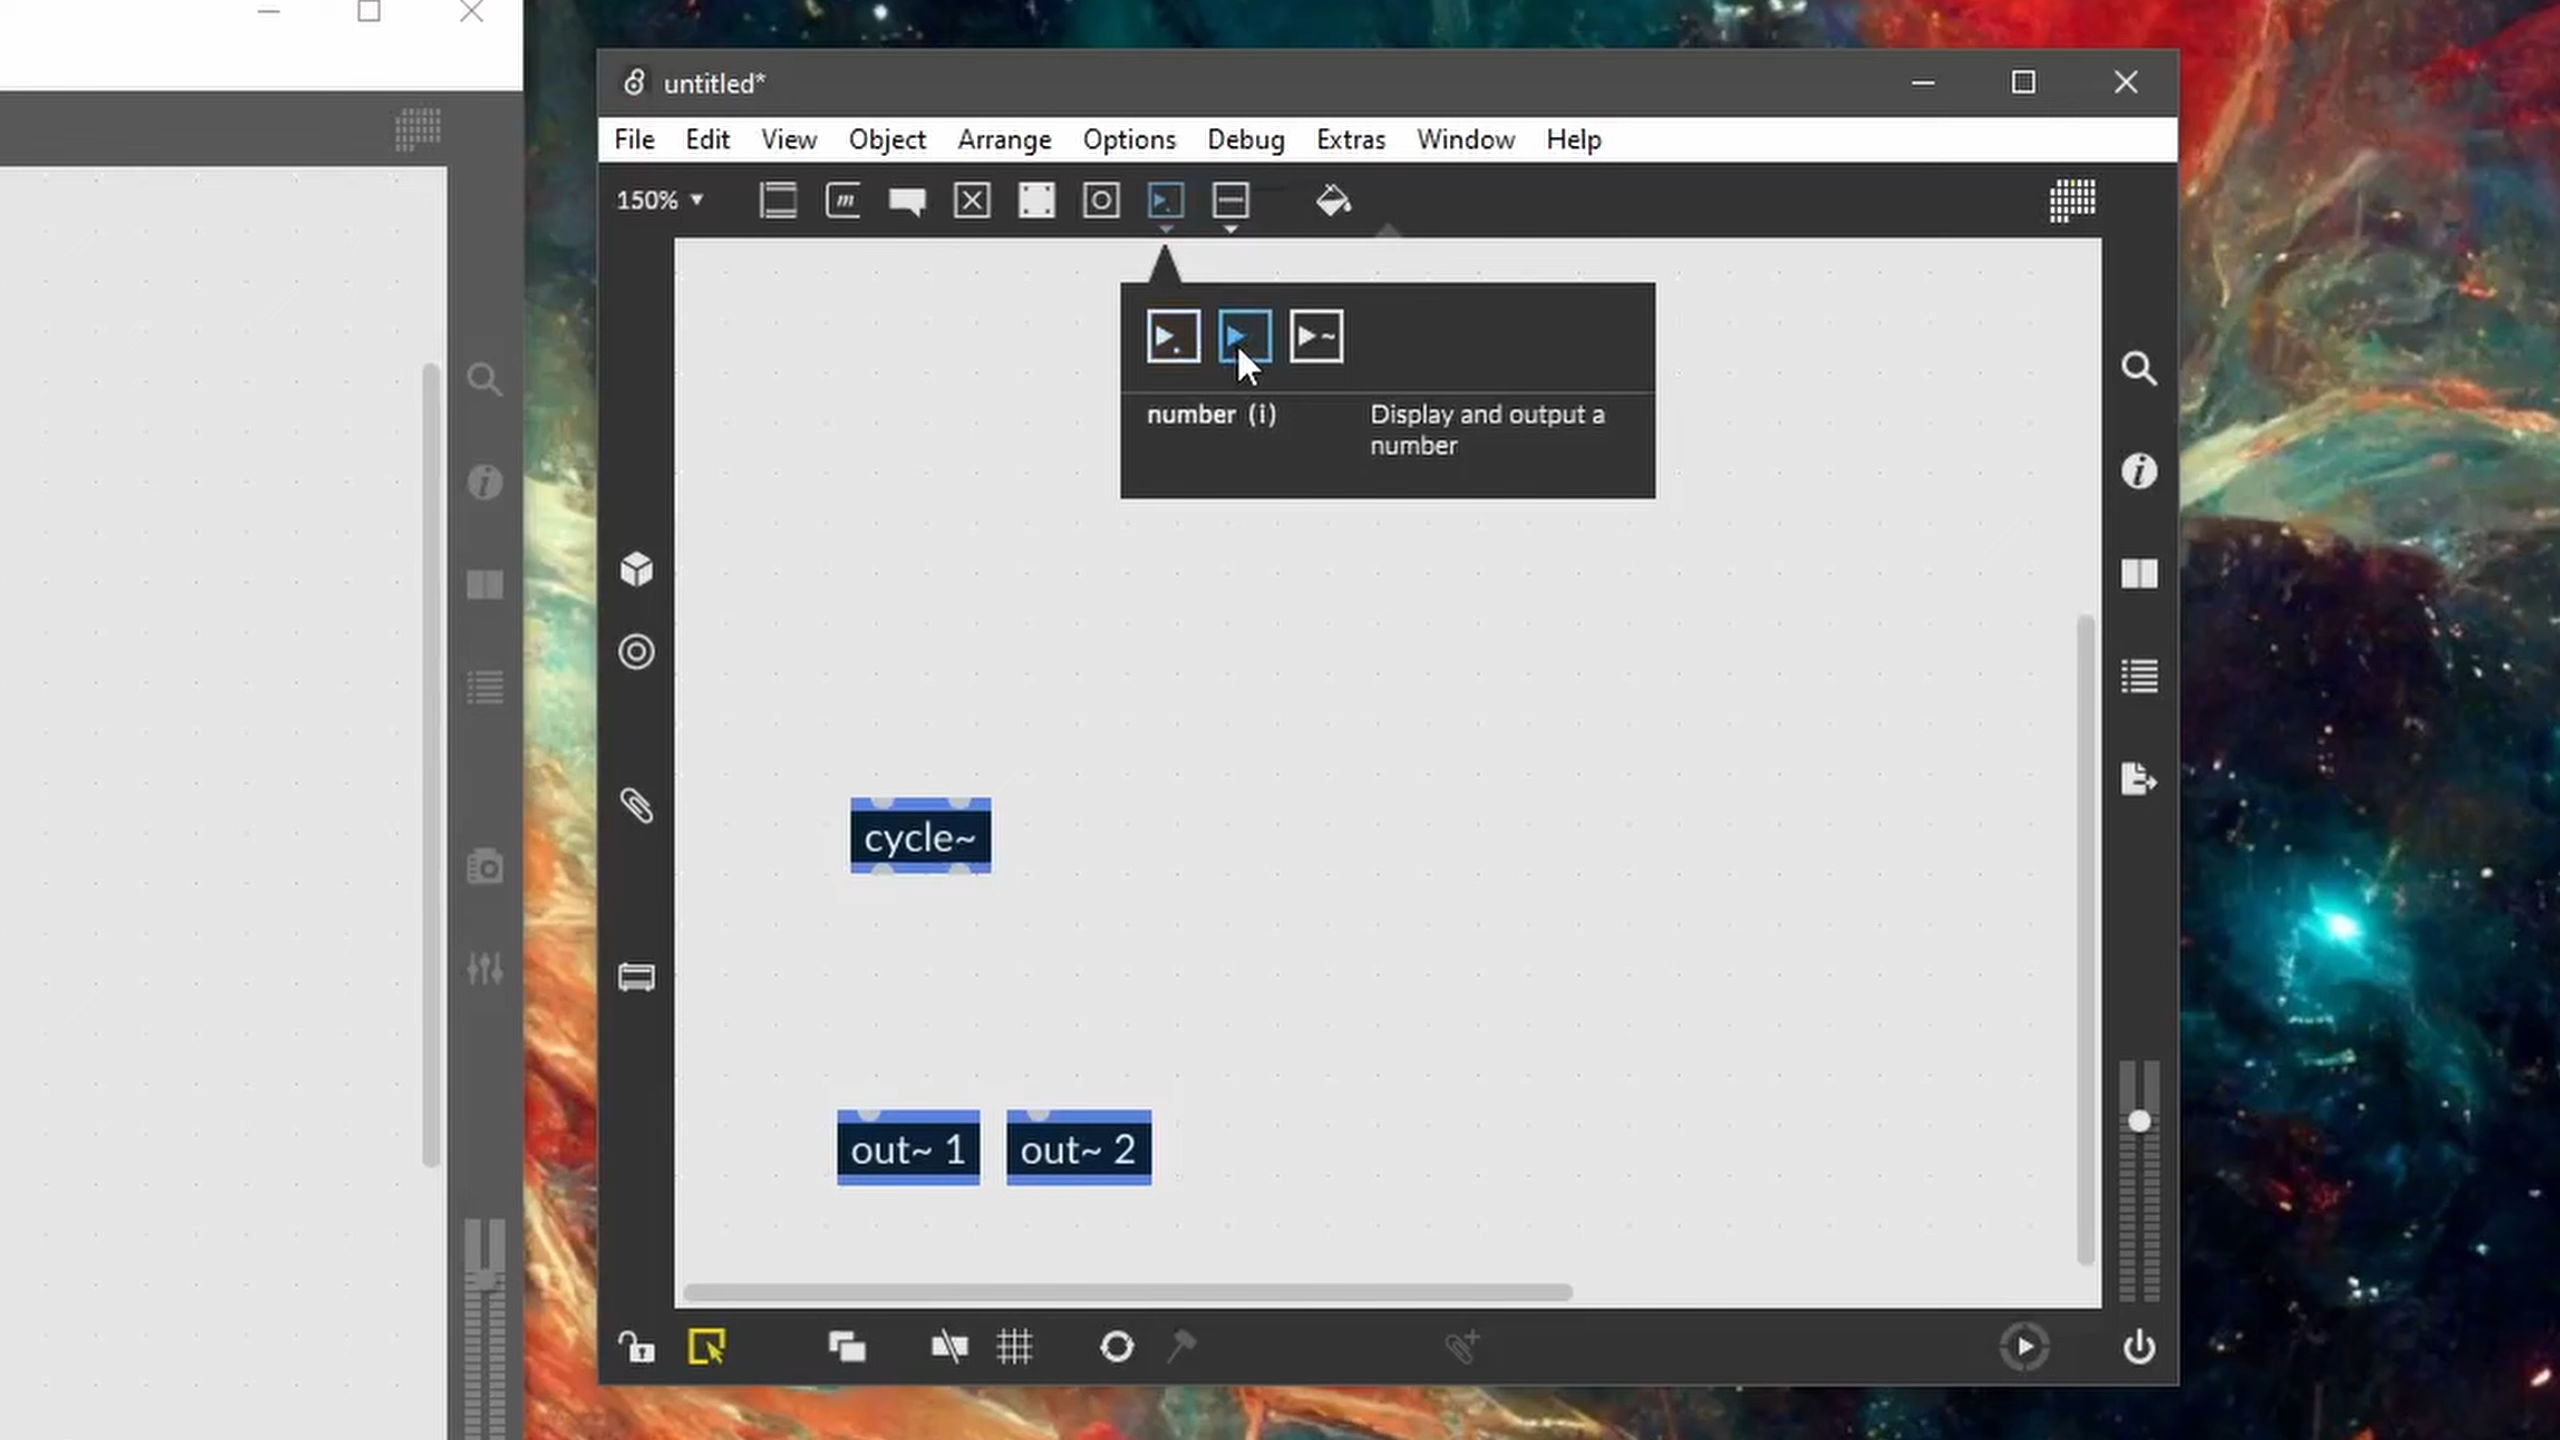 untitled*
File Edit View Object Arrange Options Debug Extras Window Help
150%
number (i) Display and output a
number
cycle~
out~ 1 out~ 2